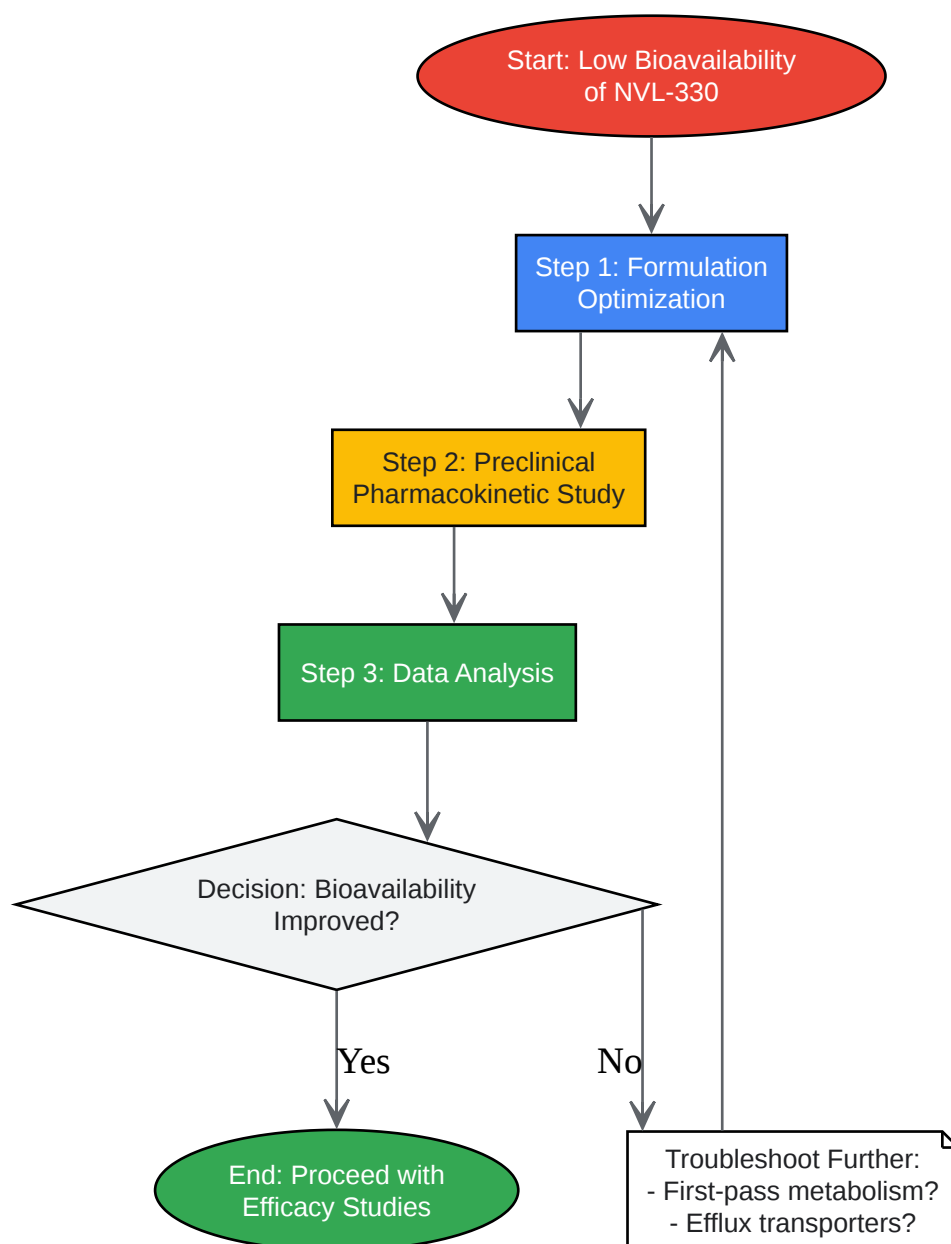 Start: Low Bioavailability
of NVL-330
Step 1: Formulation
Optimization
Step 2: Preclinical
Pharmacokinetic Study
Step 3: Data Analysis
Decision: Bioavailability
Improved?
Yes
No
End: Proceed with
Efficacy Studies
Troubleshoot Further:
- First-pass metabolism?
- Efflux transporters?